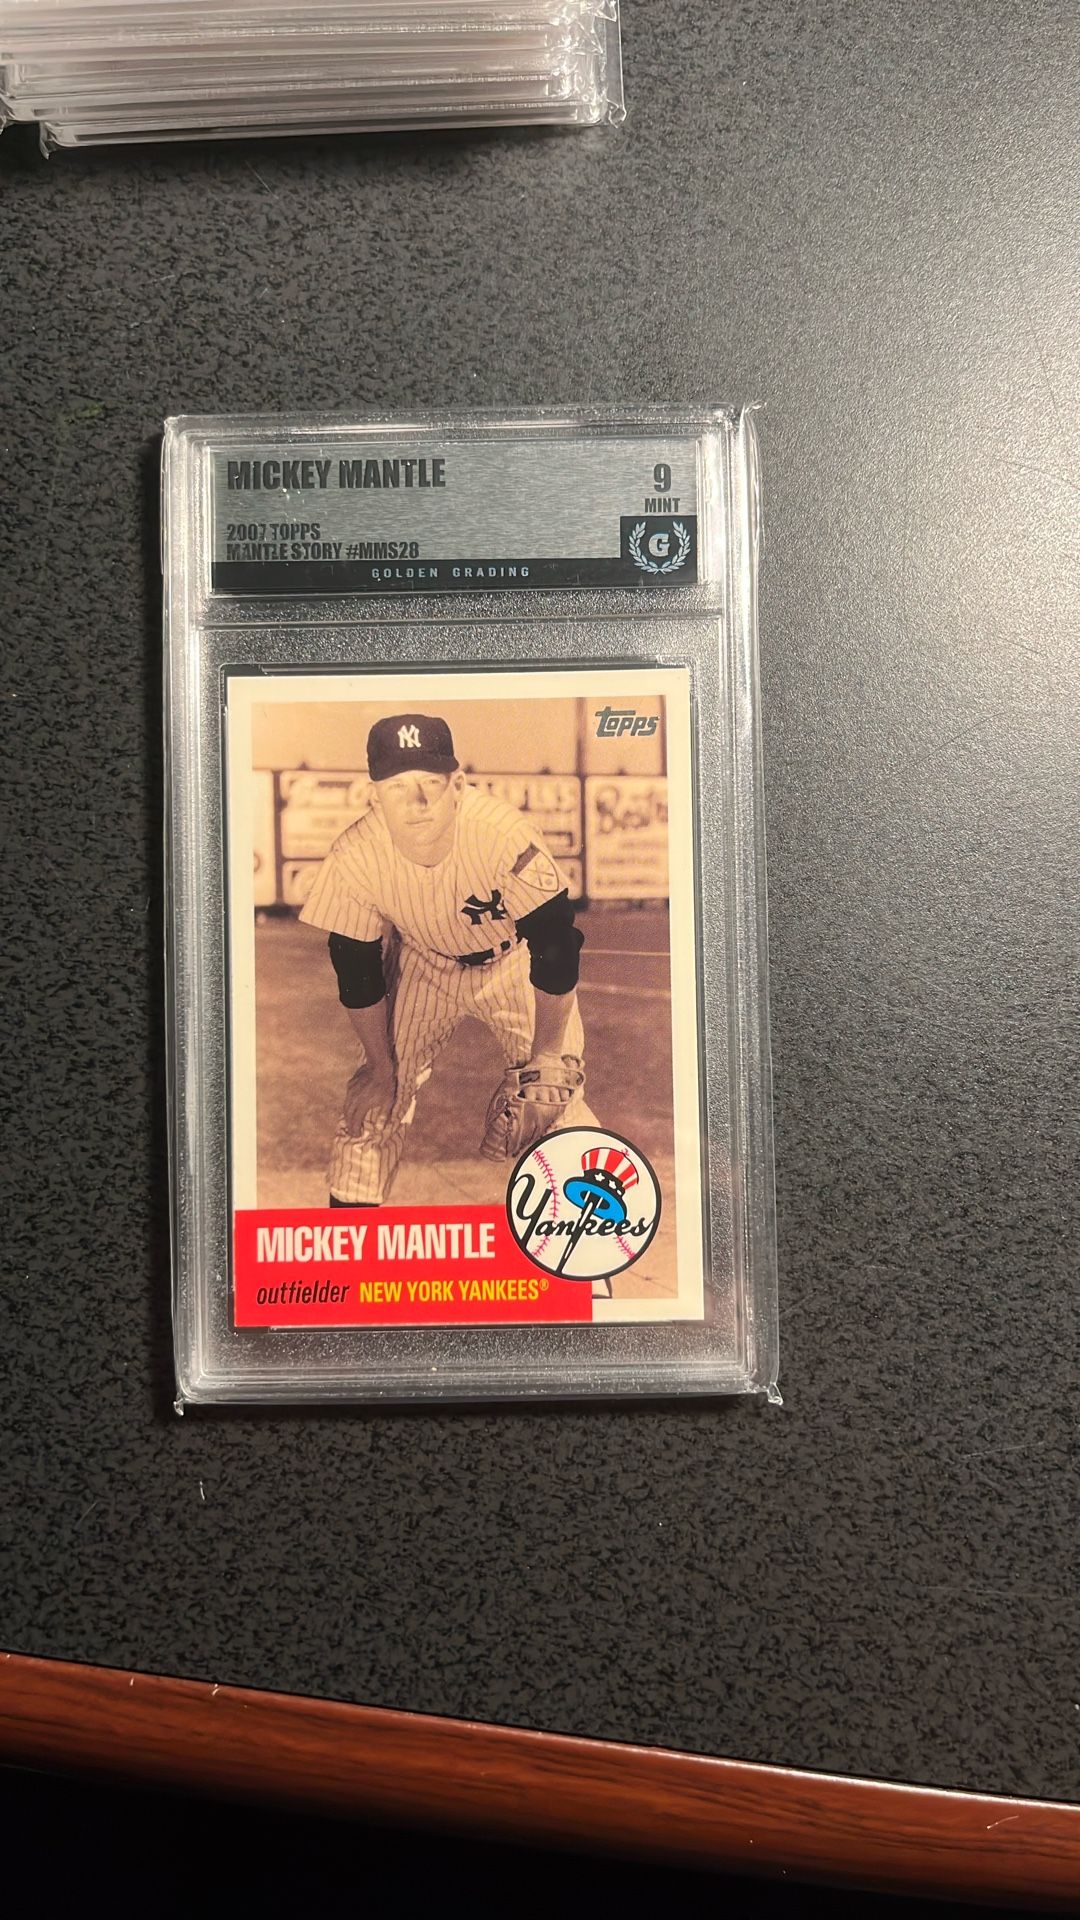 MICKEY MANTLE
9
MINT
2007 TOPPS
MANTLE STORY #MMS28
G
GOLDEN GRADING
TOPPS
NY
NY
Yankees
MICKEY MANTLE
outfielder NEW YORK YANKEES®